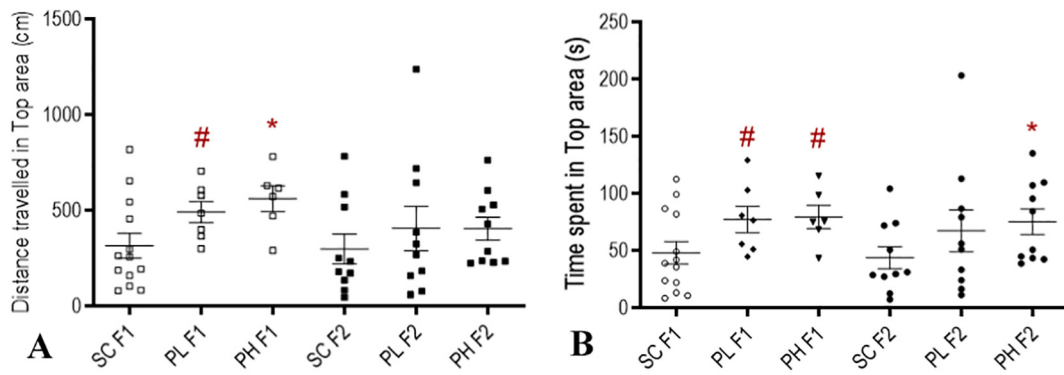 Distance travelled in Top area (cm)
1500
1000
500
0
#
*
SC F1
PL F1
PH F1
SC F2
PL F2
PH F2
A
Time spent in Top area (s)
250
200
150
100
50
0
#
#
*
SC F1
PL F1
PH F1
SC F2
PL F2
PH F2
B